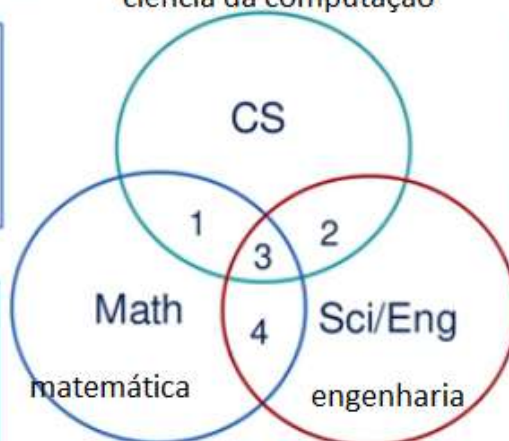 ciência da computação
CS
1
2
3
Math
4
Sci/Eng
matemática
engenharia